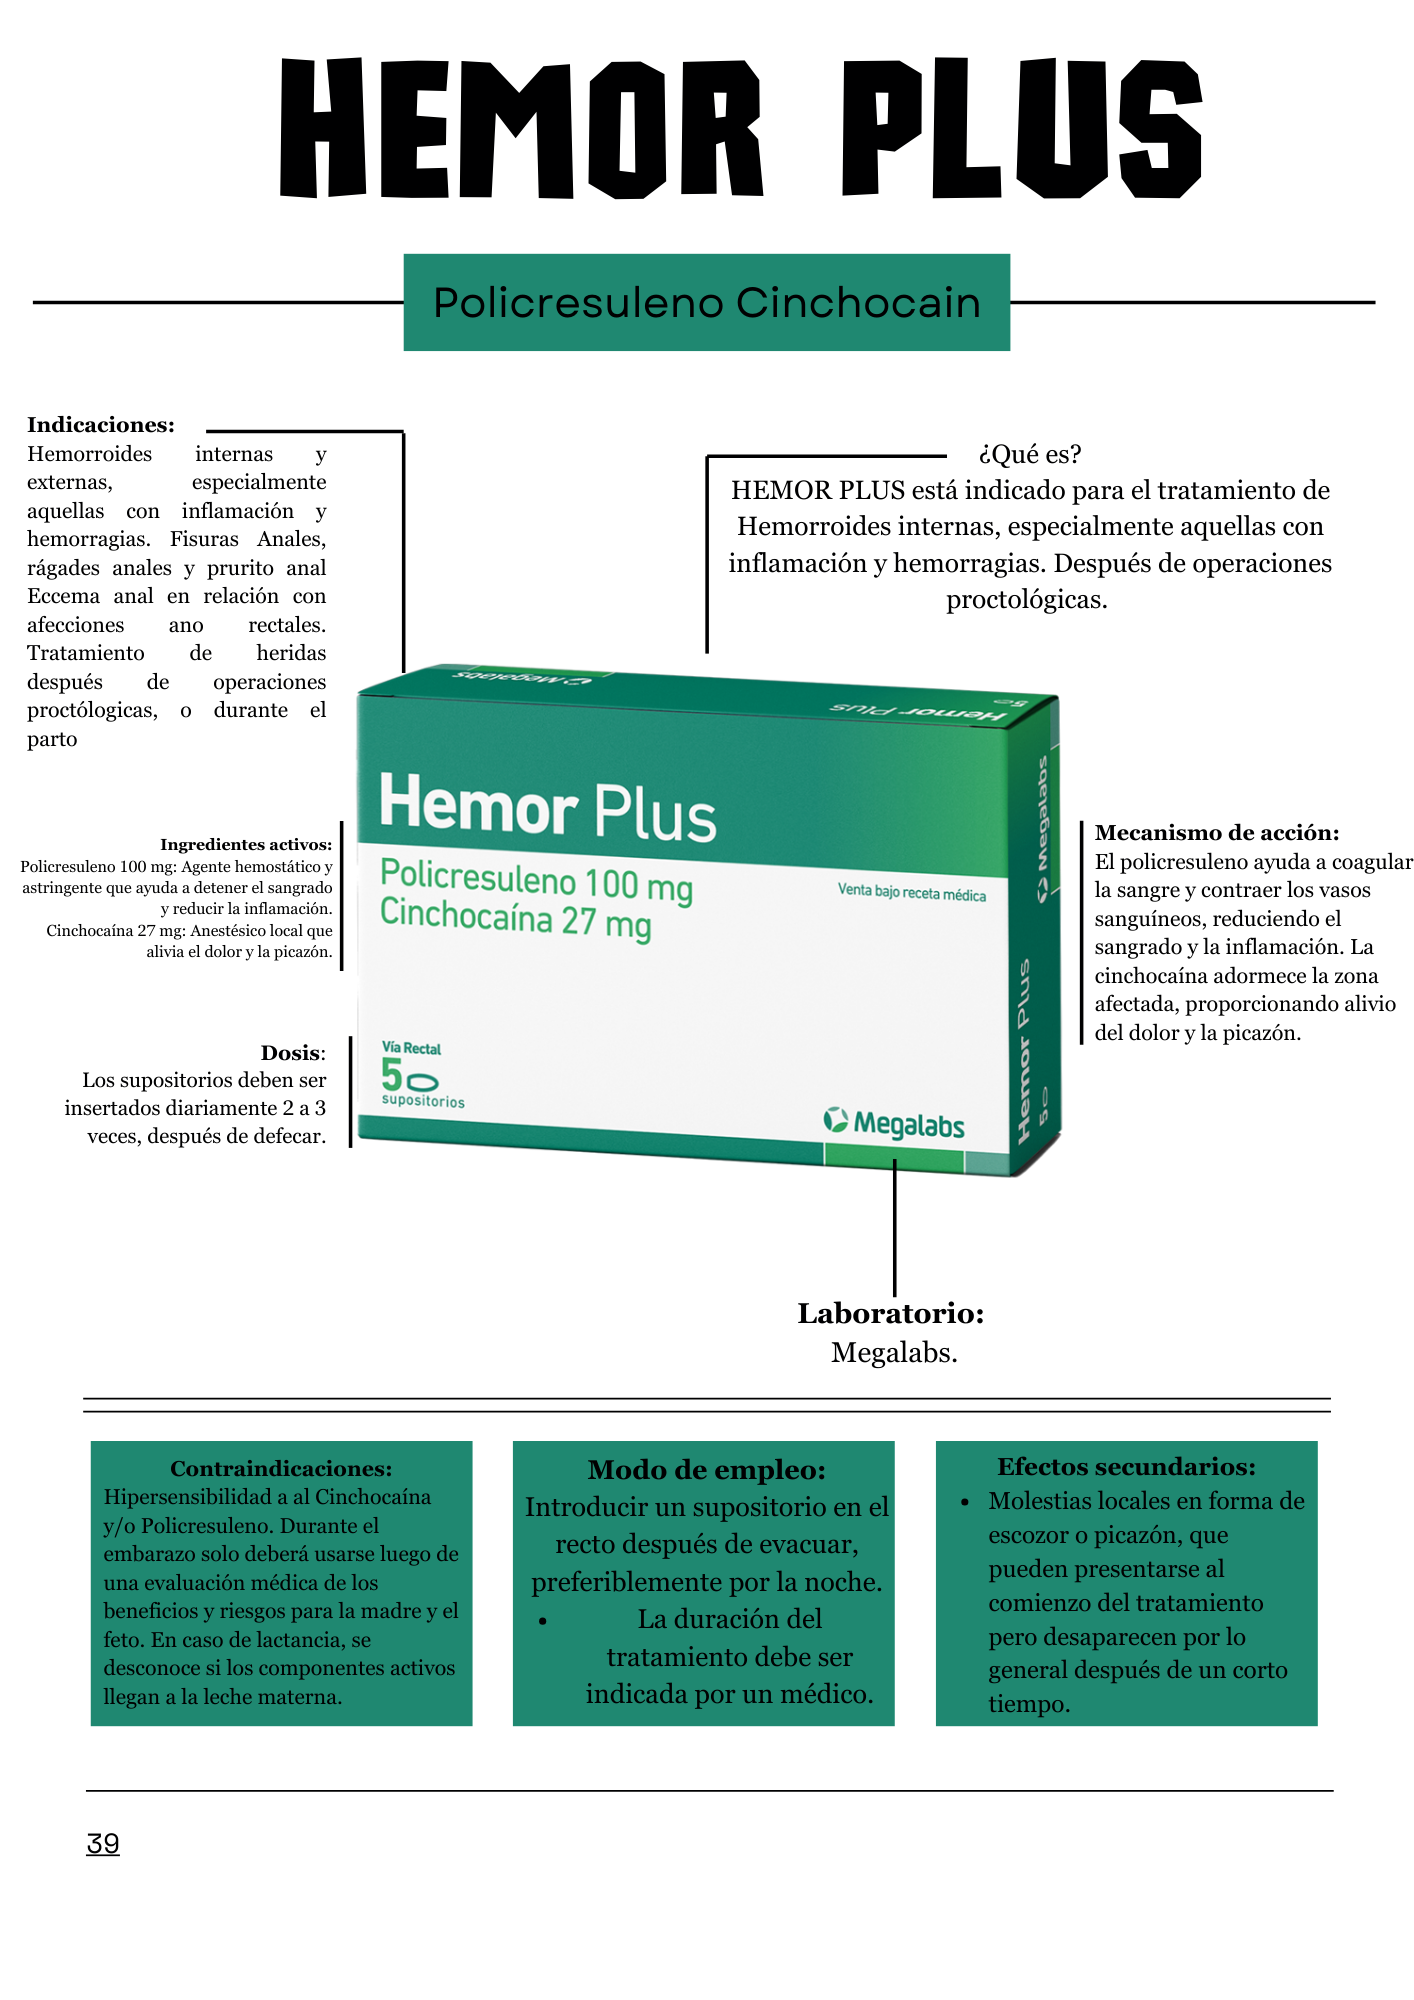 HEMOR PLUS
Policresuleno Cinchocain
Indicaciones:
Hemorroides internas y
externas, especialmente
aquellas con inflamación y
hemorragias. Fisuras Anales,
rágades anales y prurito anal
Eccema anal en relación con
afecciones ano rectales.
Tratamiento de heridas
después de operaciones
proctólogicas, o durante el
parto
¿Qué es?
HEMOR PLUS está indicado para el tratamiento de
Hemorroides internas, especialmente aquellas con
inflamación y hemorragias. Después de operaciones
proctológicas.
Ingredientes activos:
Policresuleno 100 mg: Agente hemostático y
astringente que ayuda a detener el sangrado
y reducir la inflamación.
Cinchocaína 27 mg: Anestésico local que
alivia el dolor y la picazón.
Dosis:
Los supositorios deben ser
insertados diariamente 2 a 3
veces, después de defecar.
Megalabs
Hemor Plus
50
Hemor Plus
Policresuleno 100 mg
Cinchocaína 27 mg
Venta bajo receta médica
Vía Rectal
5
supositorios
Megalabs
Megalabs
Hemor Plus
5
Mecanismo de acción:
El policresuleno ayuda a coagular
la sangre y contraer los vasos
sanguíneos, reduciendo el
sangrado y la inflamación. La
cinchocaína adormece la zona
afectada, proporcionando alivio
del dolor y la picazón.
Laboratorio:
Megalabs.
Contraindicaciones:
Hipersensibilidad a al Cinchocaína
y/o Policresuleno. Durante el
embarazo solo deberá usarse luego de
una evaluación médica de los
beneficios y riesgos para la madre y el
feto. En caso de lactancia, se
desconoce si los componentes activos
llegan a la leche materna.
Modo de empleo:
Introducir un supositorio en el
recto después de evacuar,
preferiblemente por la noche.
• La duración del
tratamiento debe ser
indicada por un médico.
Efectos secundarios:
• Molestias locales en forma de
escozor o picazón, que
pueden presentarse al
comienzo del tratamiento
pero desaparecen por lo
general después de un corto
tiempo.
39